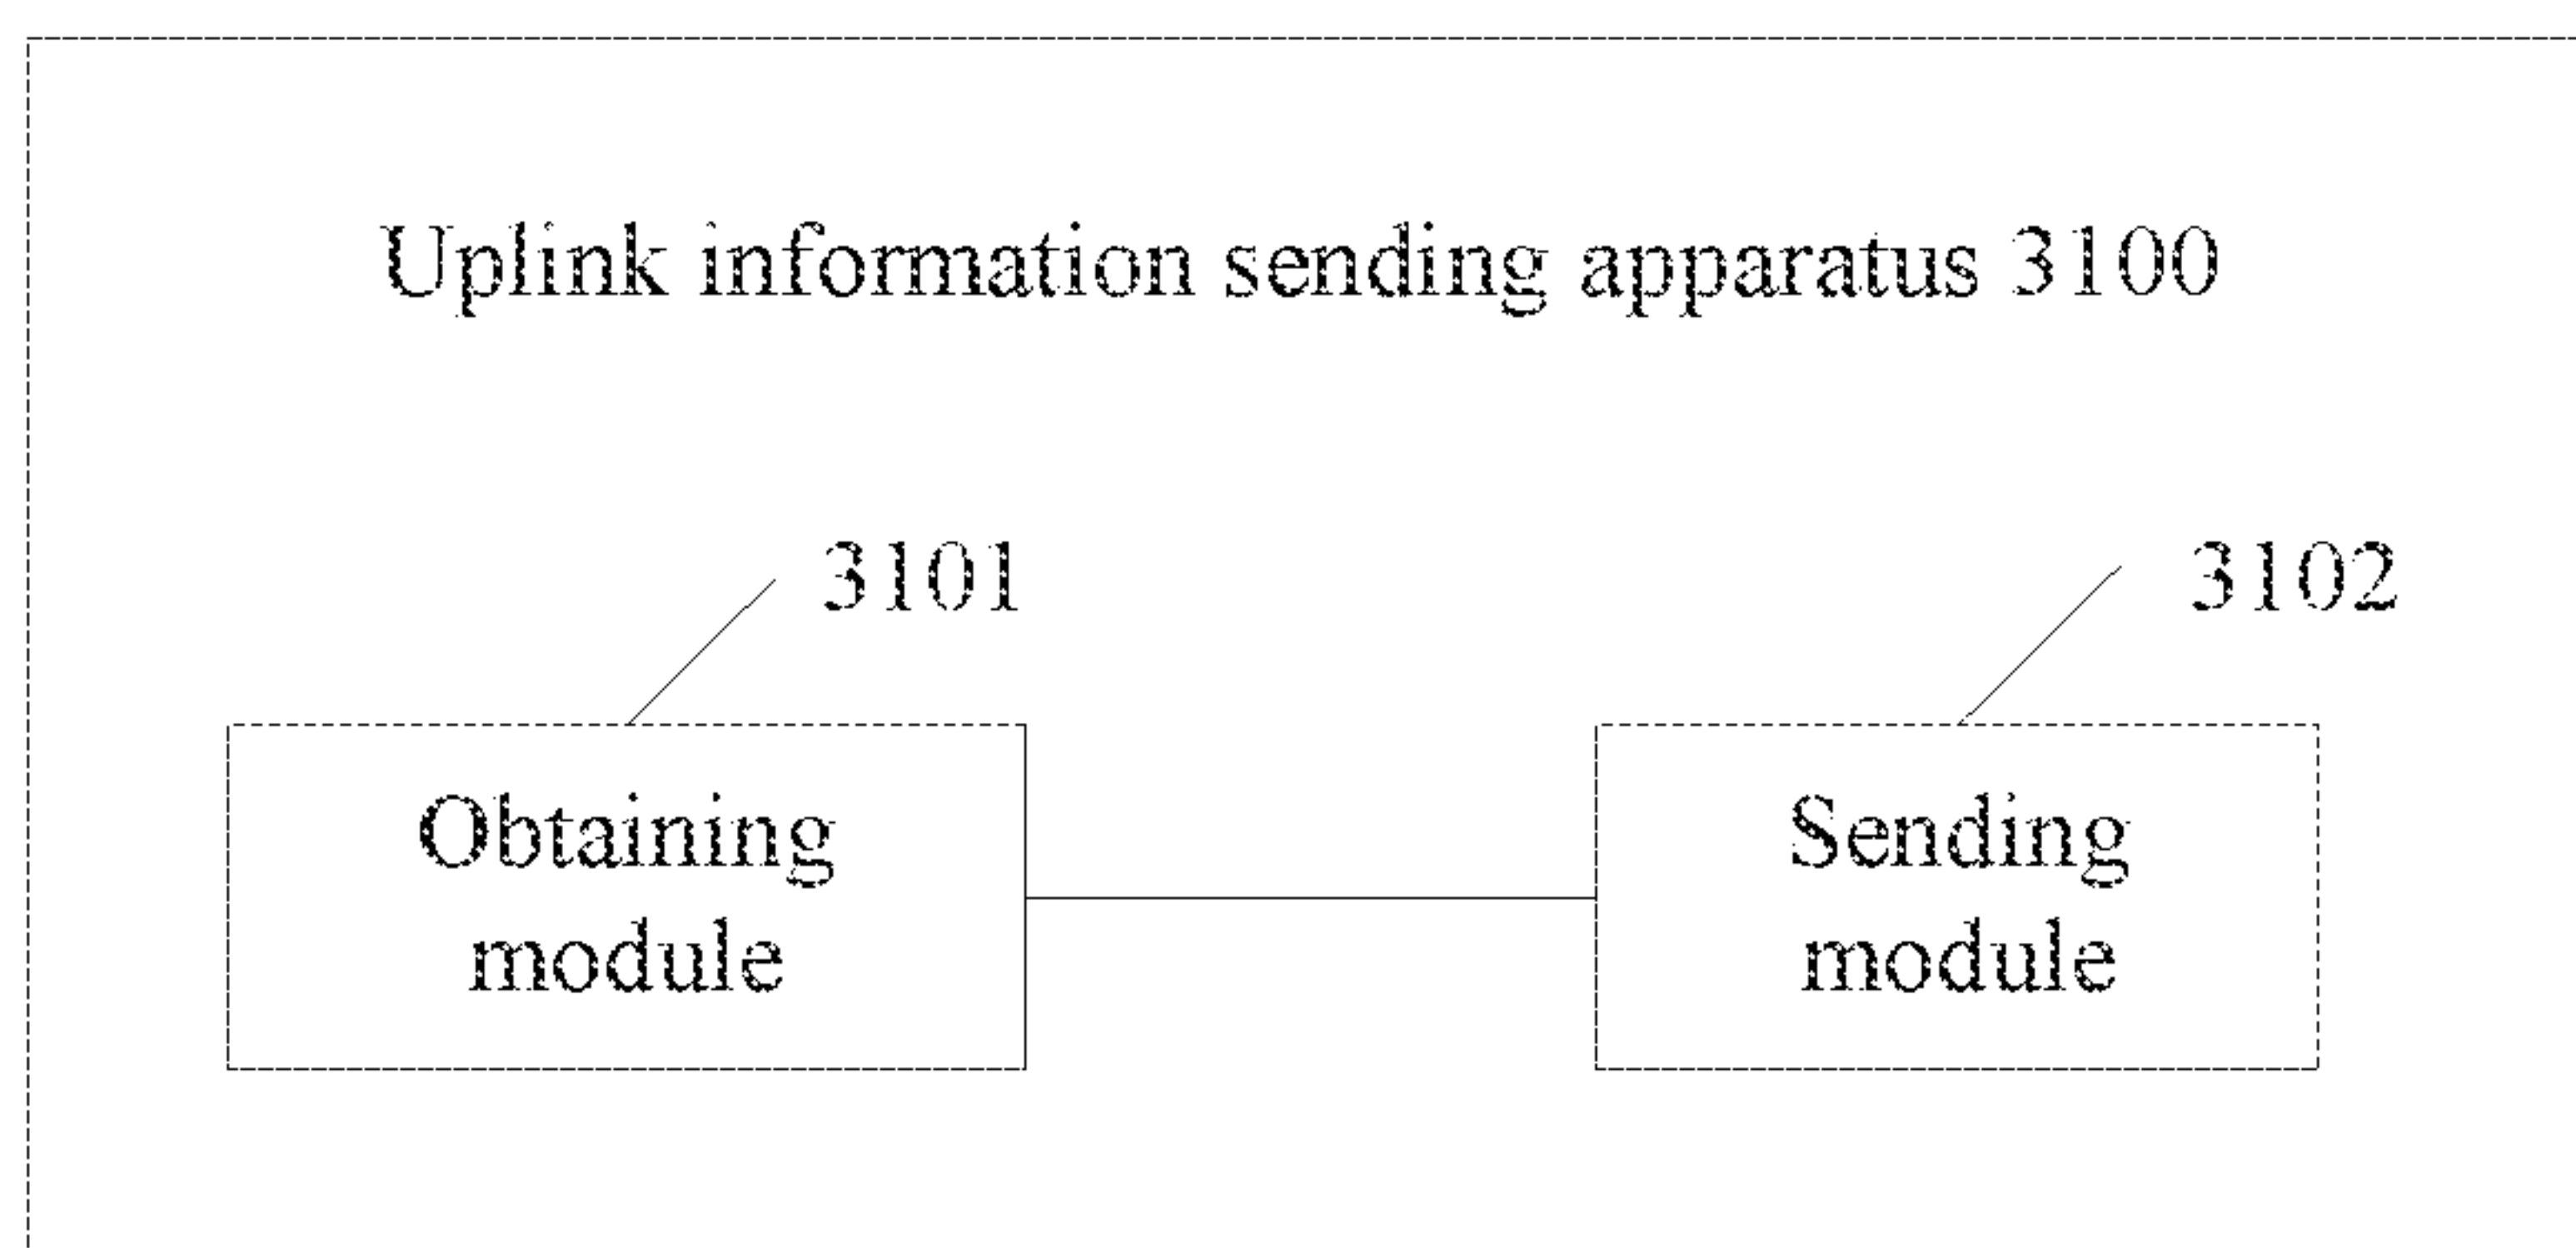 Uplink information sending apparatus 3100
3101
3102
Obtaining
module
Sending
module